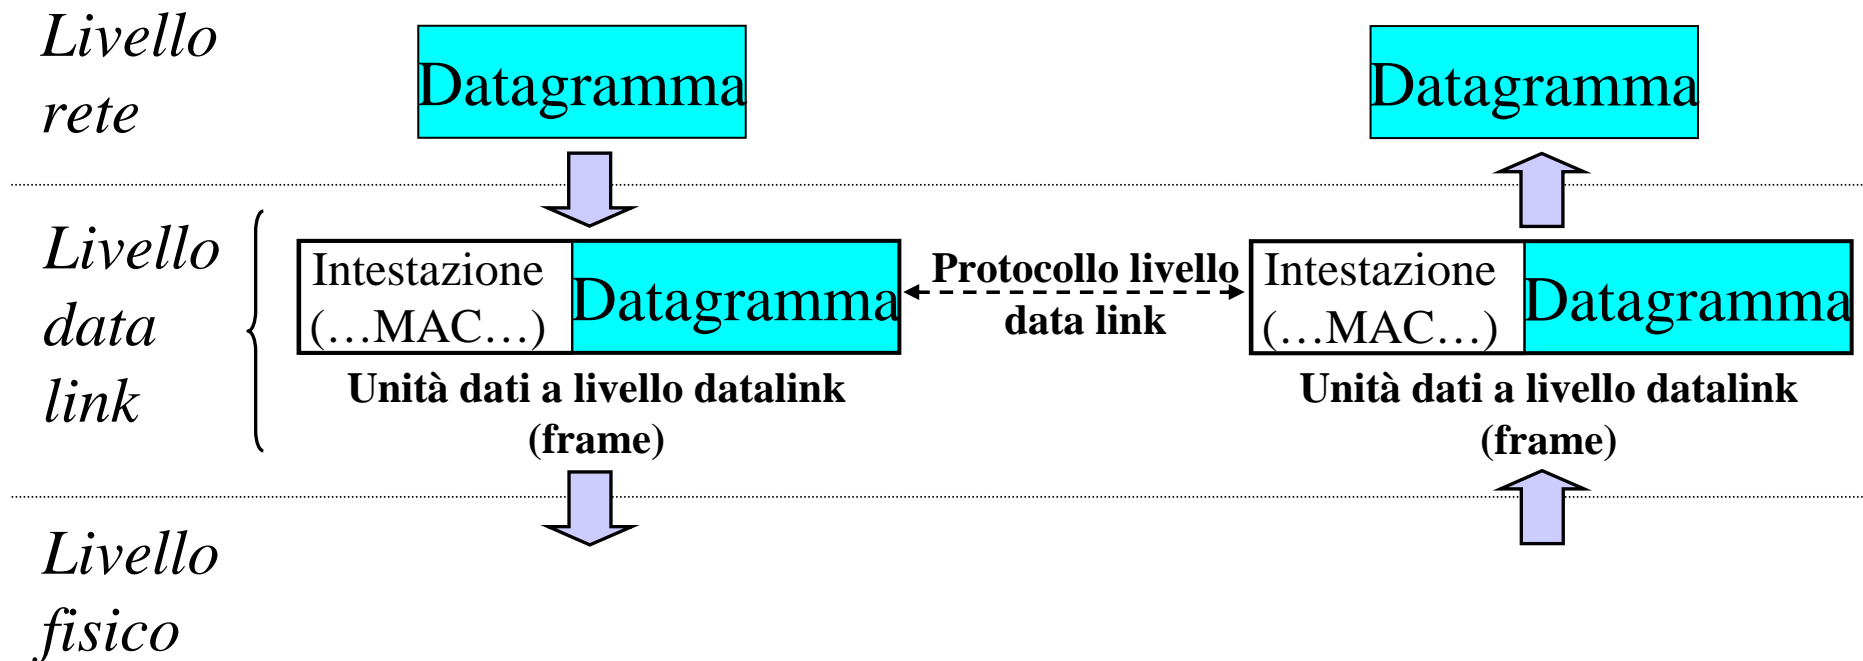 Livello
rete
Datagramma
Datagramma
Livello
data
link
Intestazione
(…MAC…)
Datagramma
Protocollo livello
data link
Intestazione
(…MAC…)
Datagramma
Unità dati a livello datalink
(frame)
Unità dati a livello datalink
(frame)
Livello
fisico